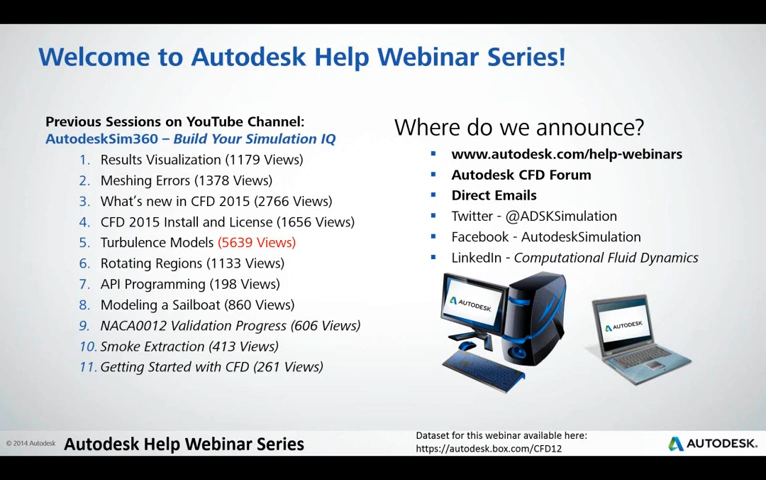 Welcome to Autodesk Help Webinar Series!
Previous Sessions on YouTube Channel:
AutodeskSim360 – Build Your Simulation IQ
1. Results Visualization (1179 Views)
2. Meshing Errors (1378 Views)
3. What's new in CFD 2015 (2766 Views)
4. CFD 2015 Install and License (1656 Views)
5. Turbulence Models (5639 Views)
6. Rotating Regions (1133 Views)
7. API Programming (198 Views)
8. Modeling a Sailboat (860 Views)
9. NACA0012 Validation Progress (606 Views)
10. Smoke Extraction (413 Views)
11. Getting Started with CFD (261 Views)
Where do we announce?
▪ www.autodesk.com/help-webinars
▪ Autodesk CFD Forum
▪ Direct Emails
▪ Twitter - @ADSKSimulation
▪ Facebook - AutodeskSimulation
▪ LinkedIn - Computational Fluid Dynamics
AUTODESK.
AUTODESK.
© 2014 Autodesk
Autodesk Help Webinar Series
Dataset for this webinar available here:
https://autodesk.box.com/CFD12
AUTODESK.